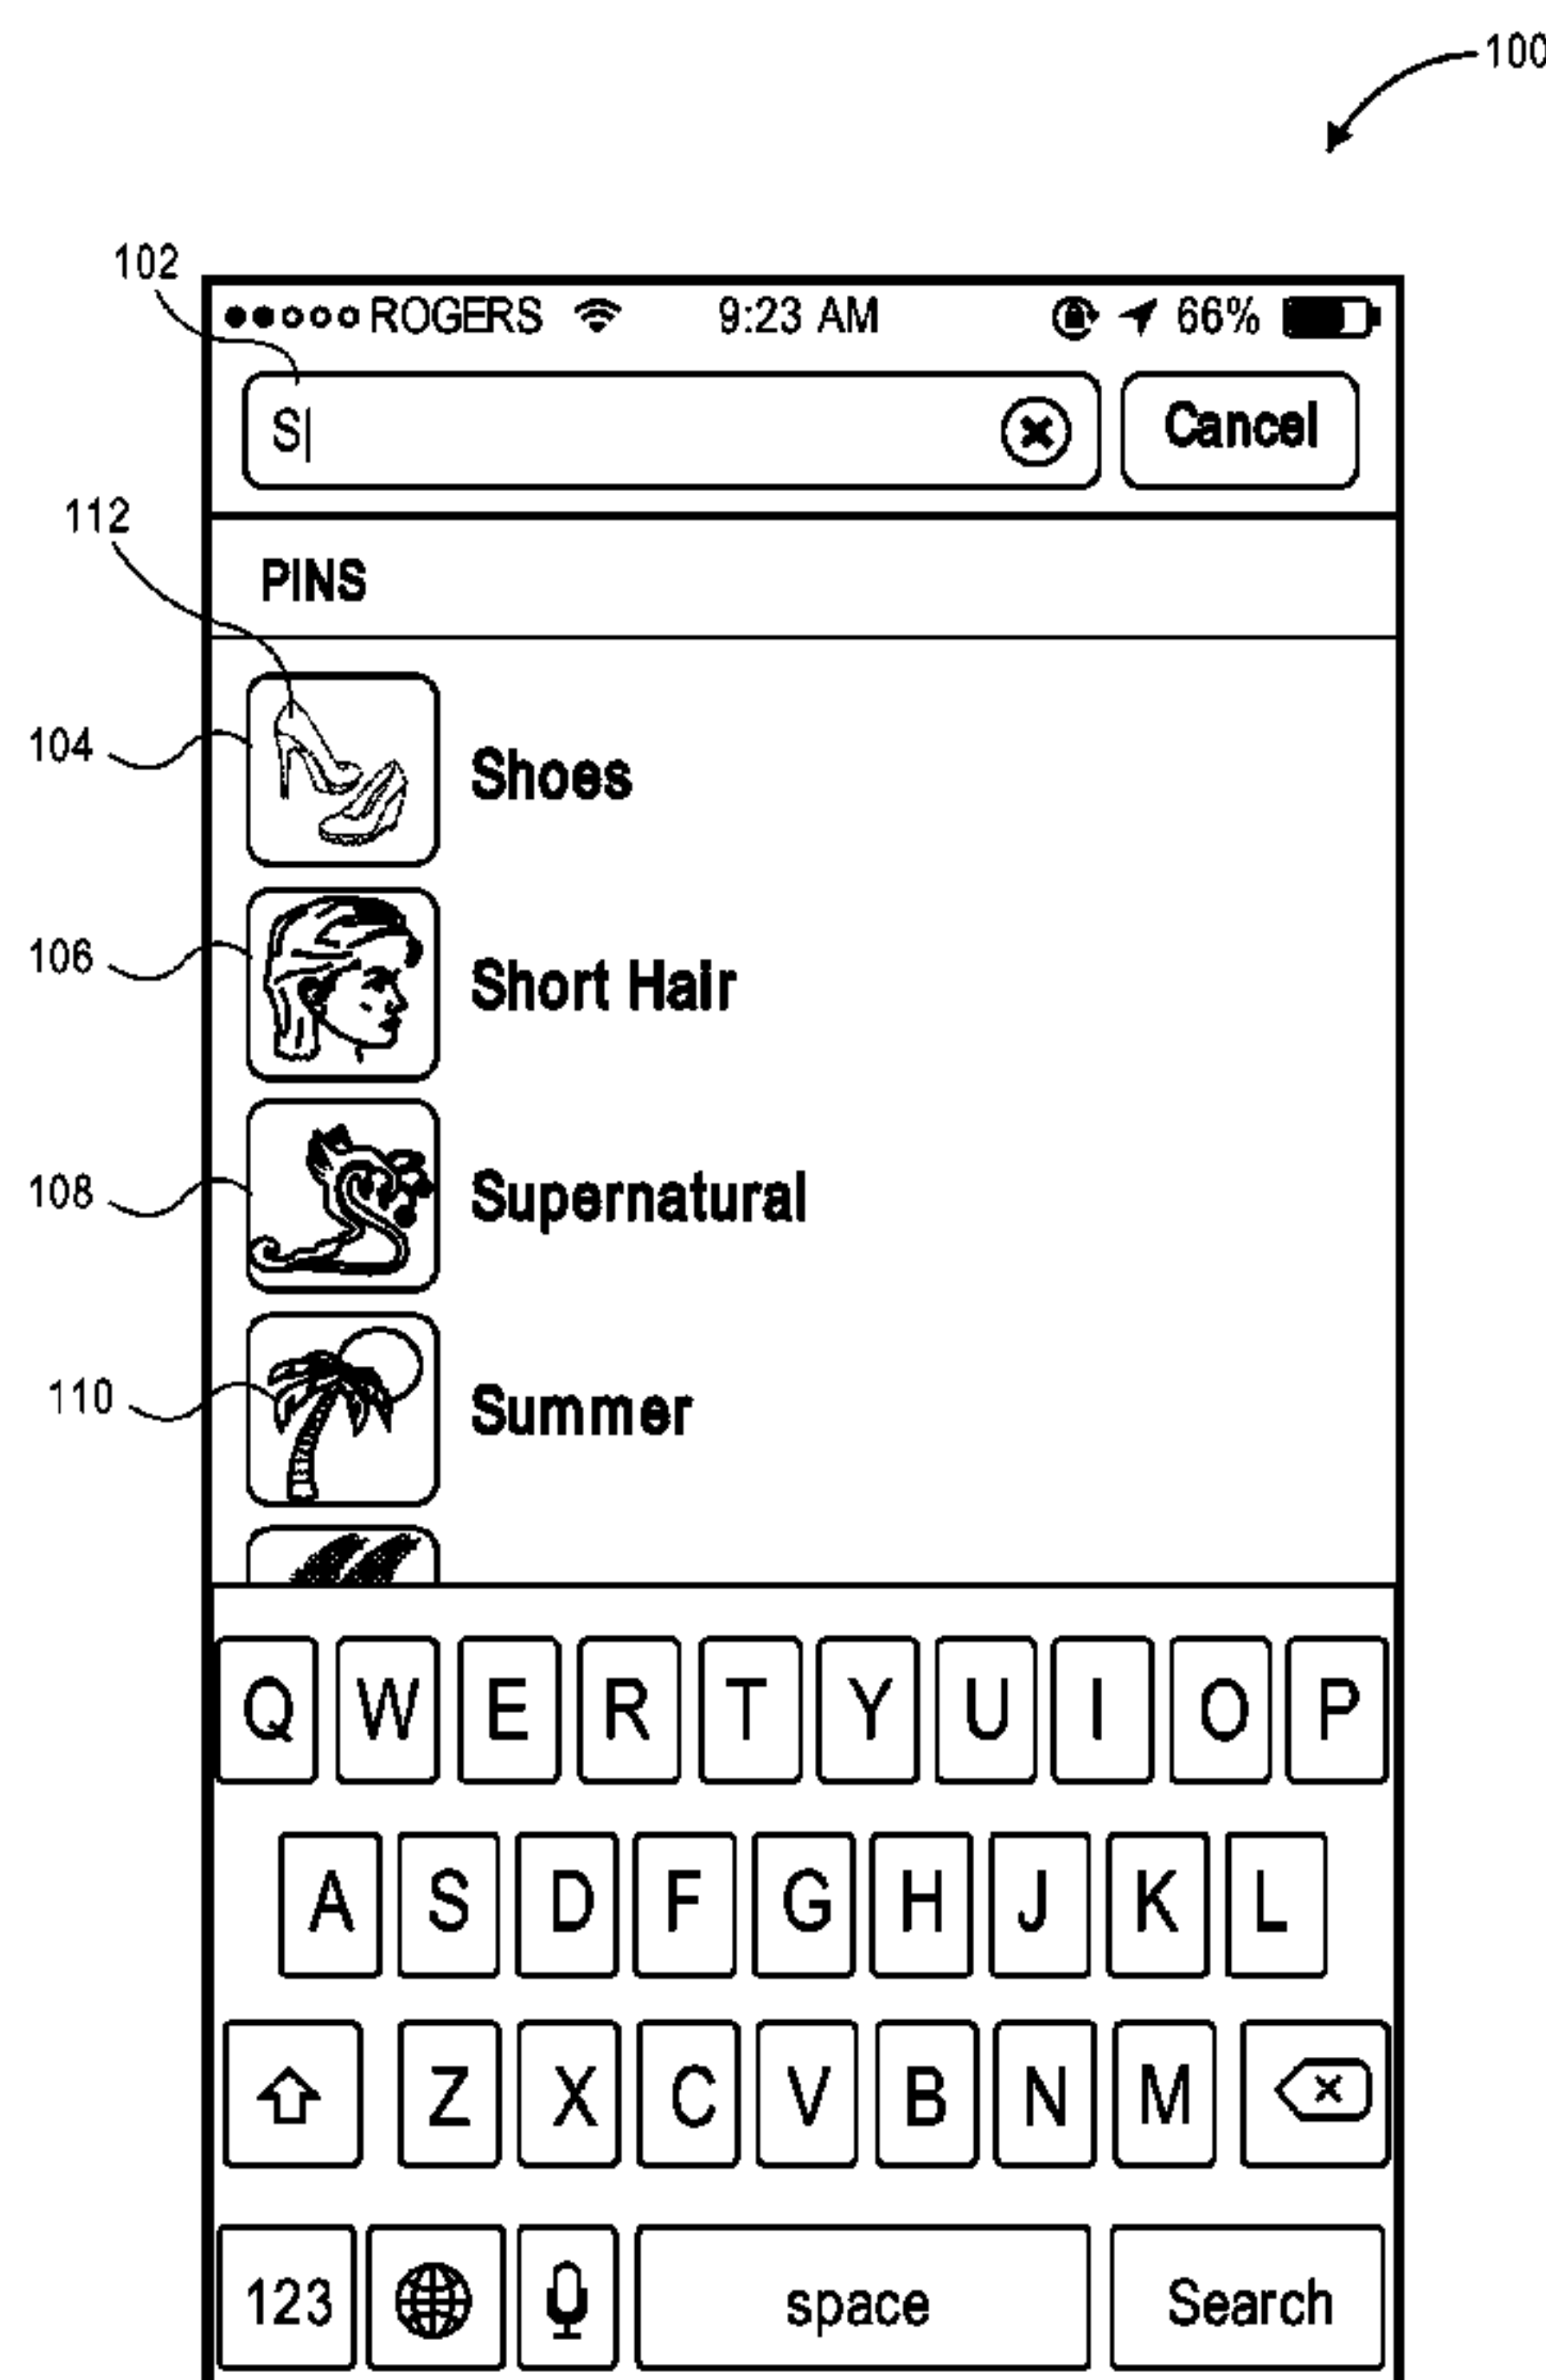 100
102
ROGERS 9:23 AM 66%
S Cancel
112
PINS
104 Shoes
106 Short Hair
108 Supernatural
110 Summer
Q W E R T Y U I O P
A S D F G H J K L
Z X C V B N M
123 space Search